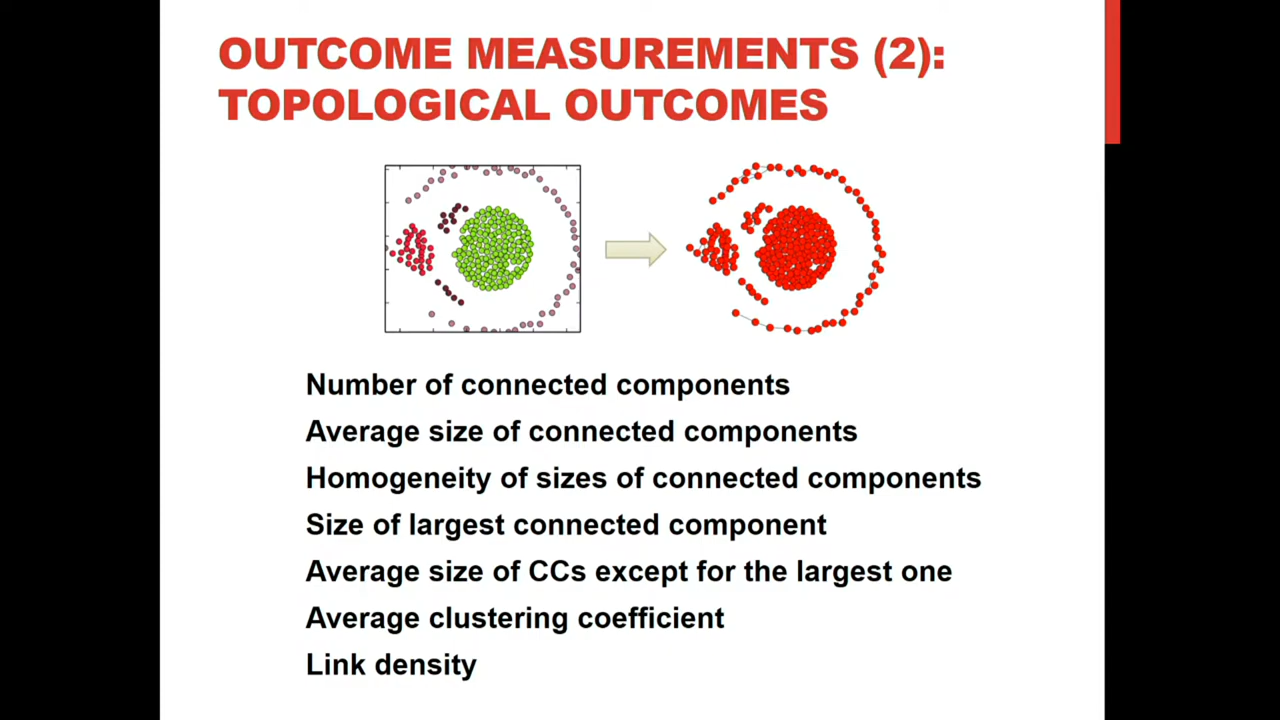 OUTCOME MEASUREMENTS (2):
TOPOLOGICAL OUTCOMES
Number of connected components
Average size of connected components
Homogeneity of sizes of connected components
Size of largest connected component
Average size of CCs except for the largest one
Average clustering coefficient
Link density